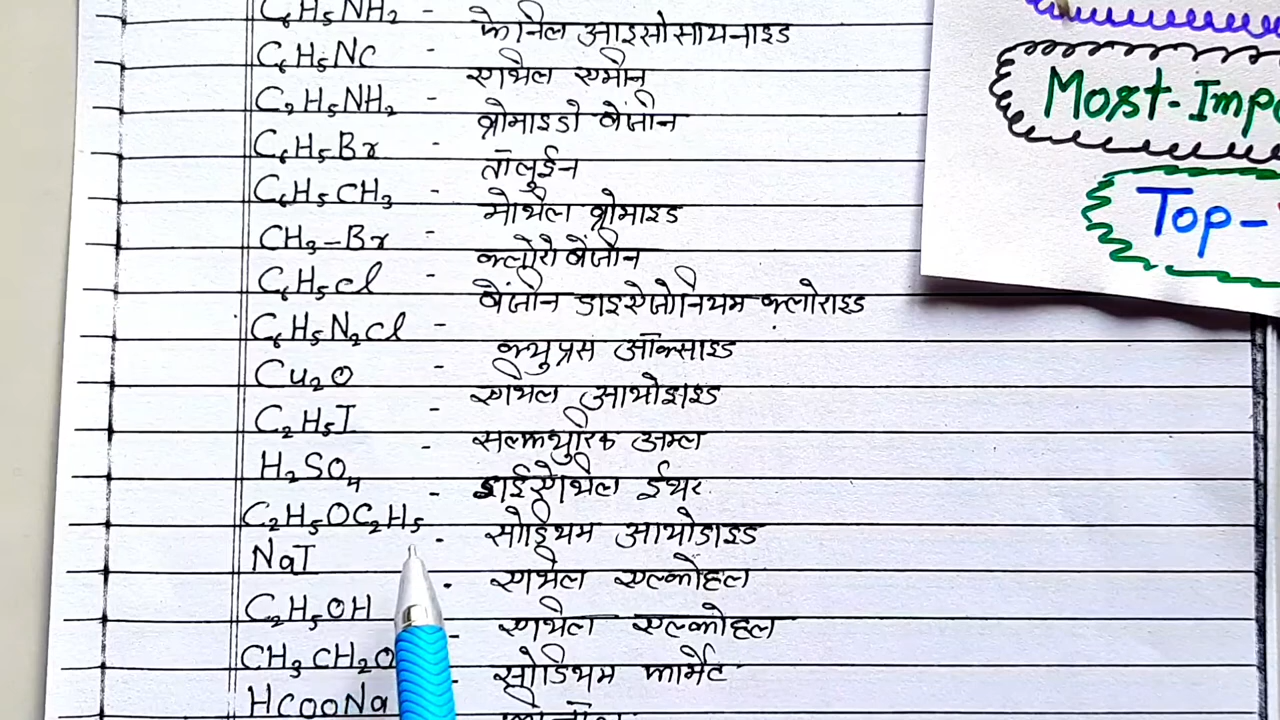 C₆H₅NH₂ -
C₆H₅NC - फेनिल आइसोसायनाइड
C₂H₅NH₂ - एथिल एमीन
C₆H₅Br - ब्रोमाइडो बेंजीन
C₆H₅CH₃ - तॉलूईन
CH₃-Br - मेथिल ब्रोमाइड
C₆H₅Cl - क्लोरो बेंजीन
C₆H₅N₂Cl - बेंजीन डाइऐजोनियम क्लोराइड
Cu₂O - क्युप्रस ऑक्साइड
C₂H₅I - एथिल आयोडाइड
H₂SO₄ - सल्फ्युरिक अम्ल
C₂H₅OC₂H₅ - डाईऐथिल ईथर
NaI - सोडियम आयोडाइड
C₂H₅OH - एथिल एल्कोहल
CH₃CH₂O - एथिल एल्कोहल
HCOONa सोडियम फार्मेट
Most-Imp
Top-